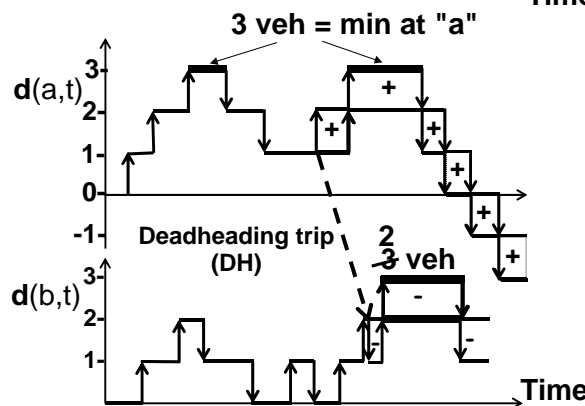 Time
3 veh = min at "a"
d(a,t)
3
2
1
0
-1
+
+
+
+
+
+
Deadheading trip
(DH)
2
3 veh
d(b,t)
3
2
1
-
-
-
Time